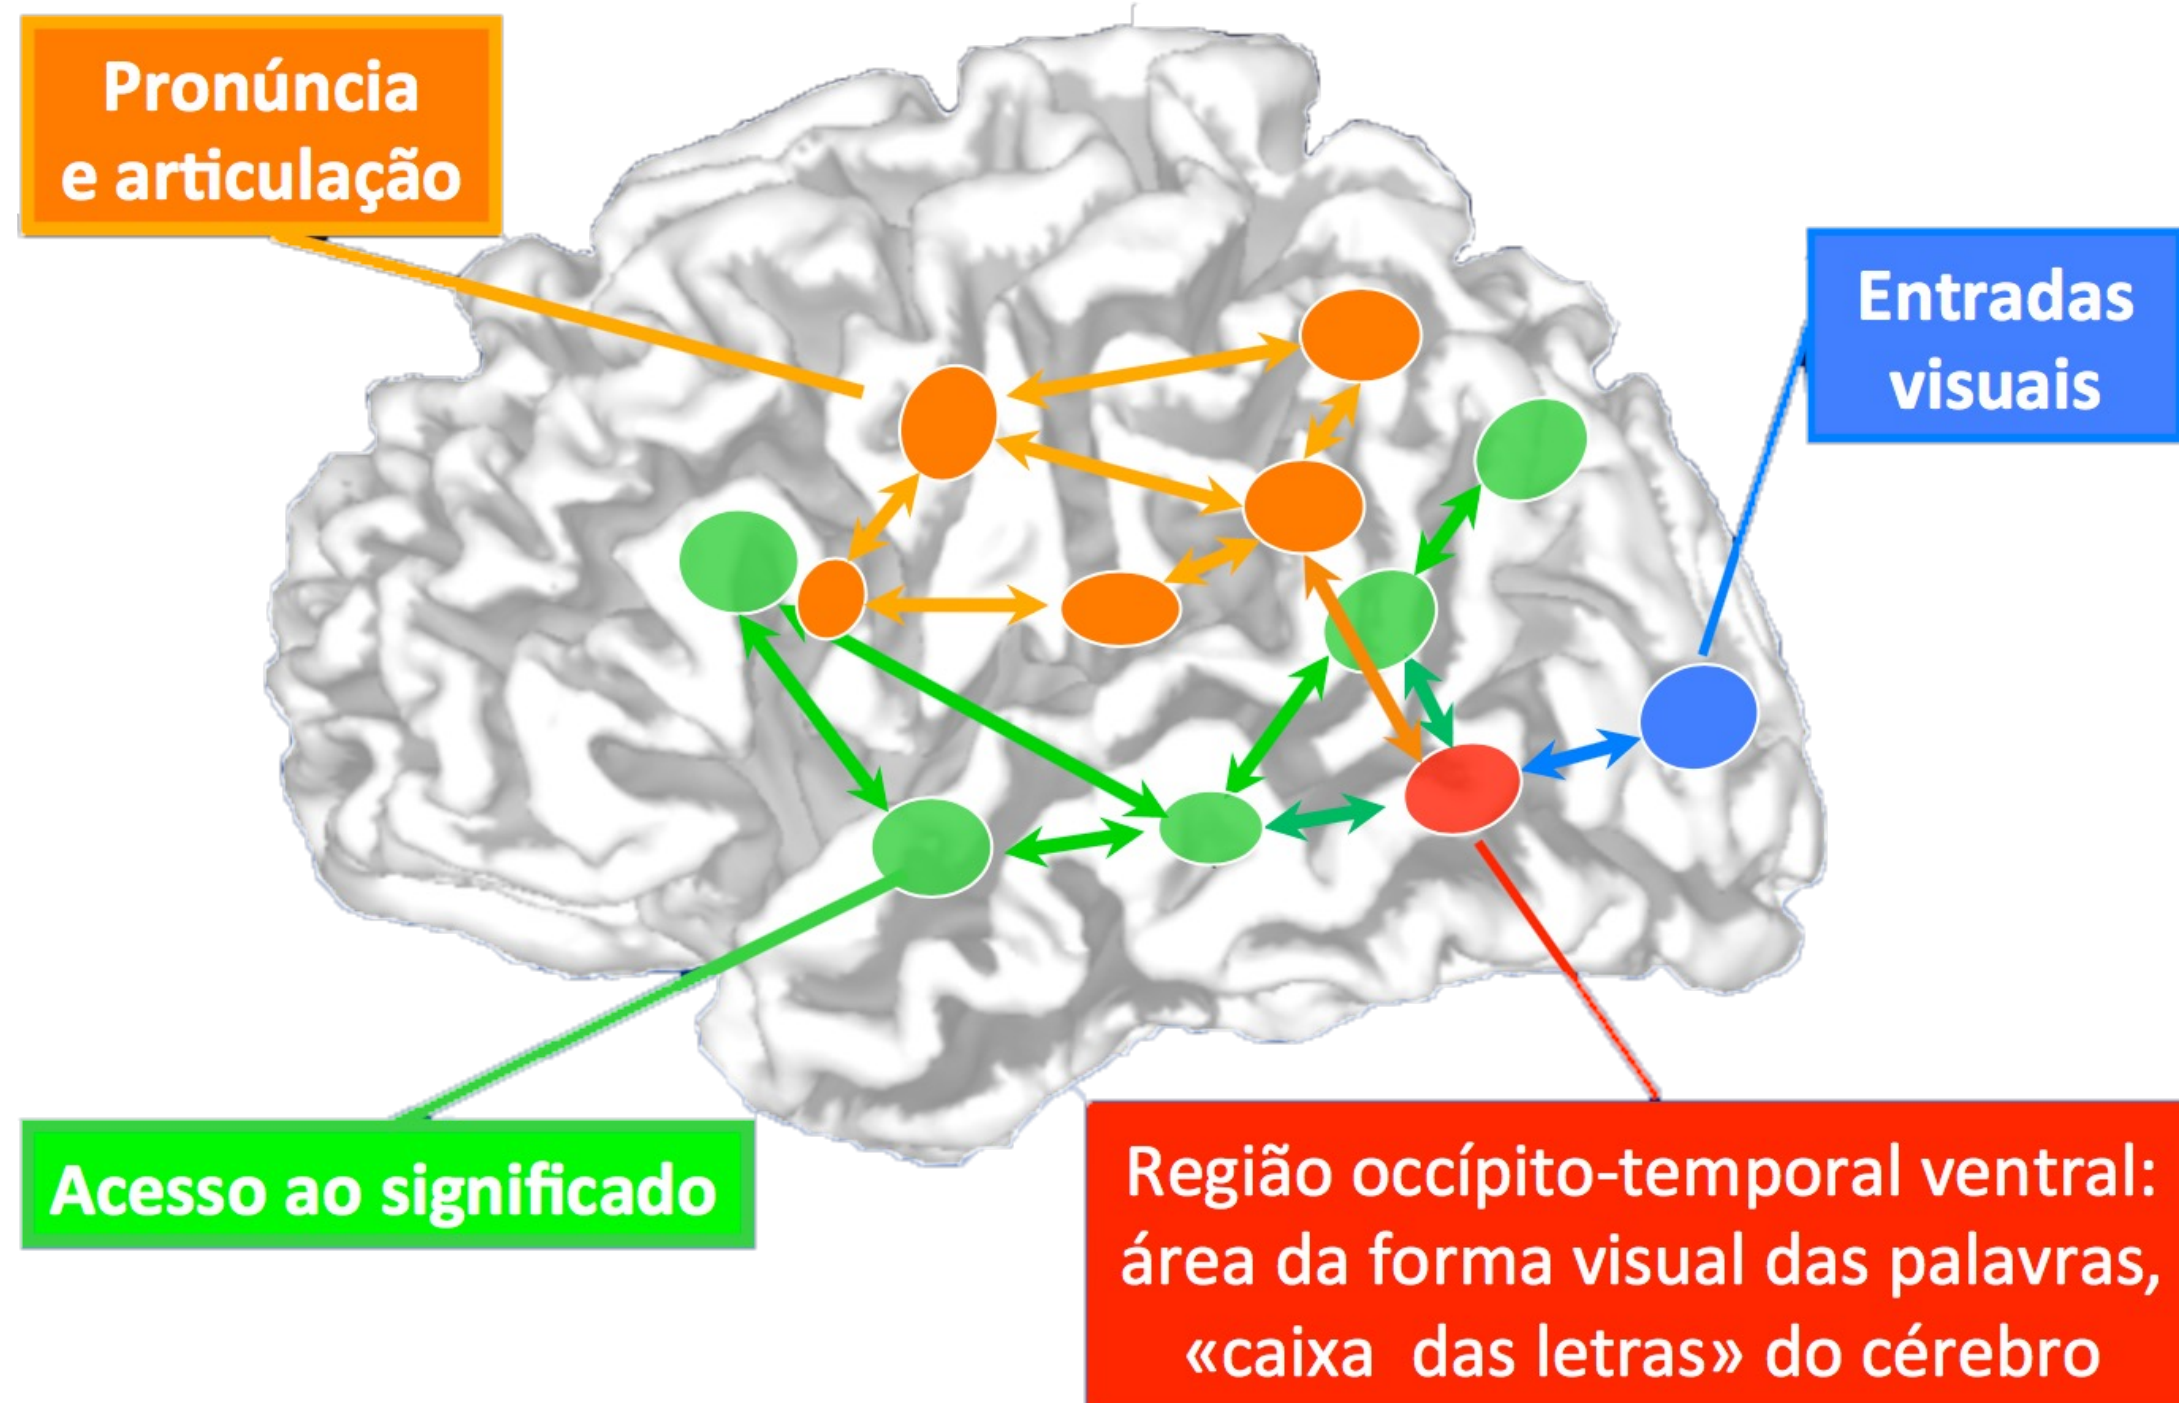 Pronúncia
e articulação
Entradas
visuais
Acesso ao significado
Região occípito-temporal ventral:
área da forma visual das palavras,
«caixa  das letras» do cérebro